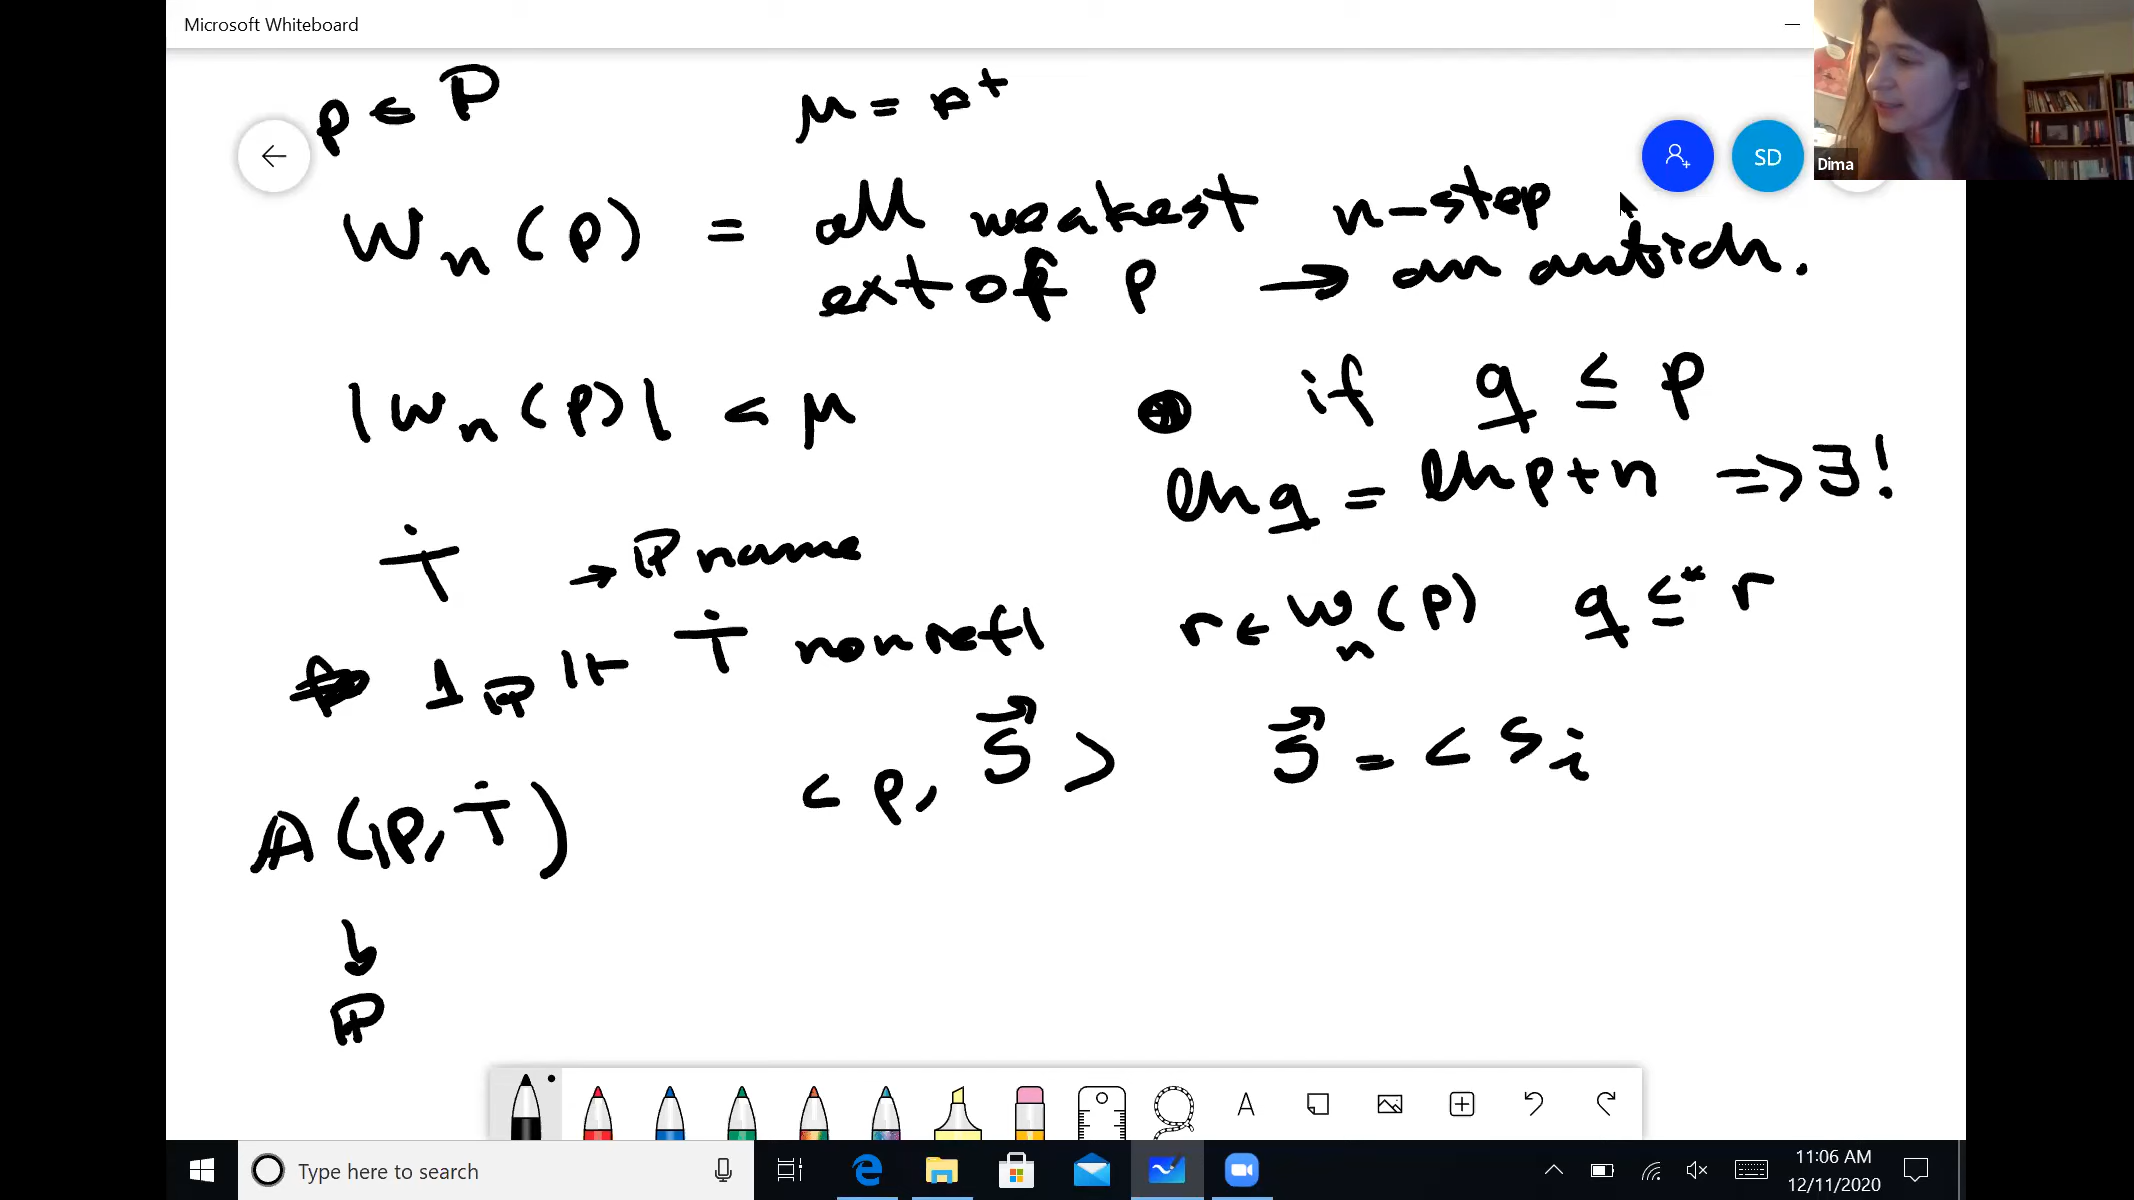 Microsoft Whiteboard
p ∈ ℙ
μ = κ⁺
Wₙ(p) = all weakest n-step
ext of p → an antich.
|Wₙ(p)| < μ
if q ≤ p
lh q = lh p + n ⇒ ∃!
r ∈ Wₙ(p) q ≤* r
Ṫ → ℙ name
1_ℙ ⊩ Ṫ nonrefl
𝔸(ℙ, Ṫ)
< p, S⃗ >
S⃗ = < Sᵢ
↓
ℙ
SD
Dima
A
Type here to search
11:06 AM
12/11/2020